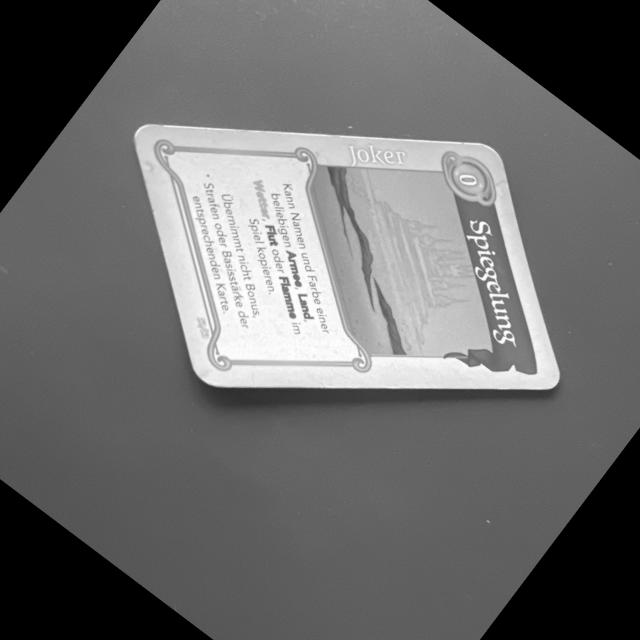 0
Spiegelung
Joker
Kann Namen und Farbe einer
beliebigen Armee, Land,
Wetter, Flut oder Flamme im
Spiel kopieren.
Übernimmt nicht Bonus,
Strafen oder Basisstärke der
entsprechenden Karte.